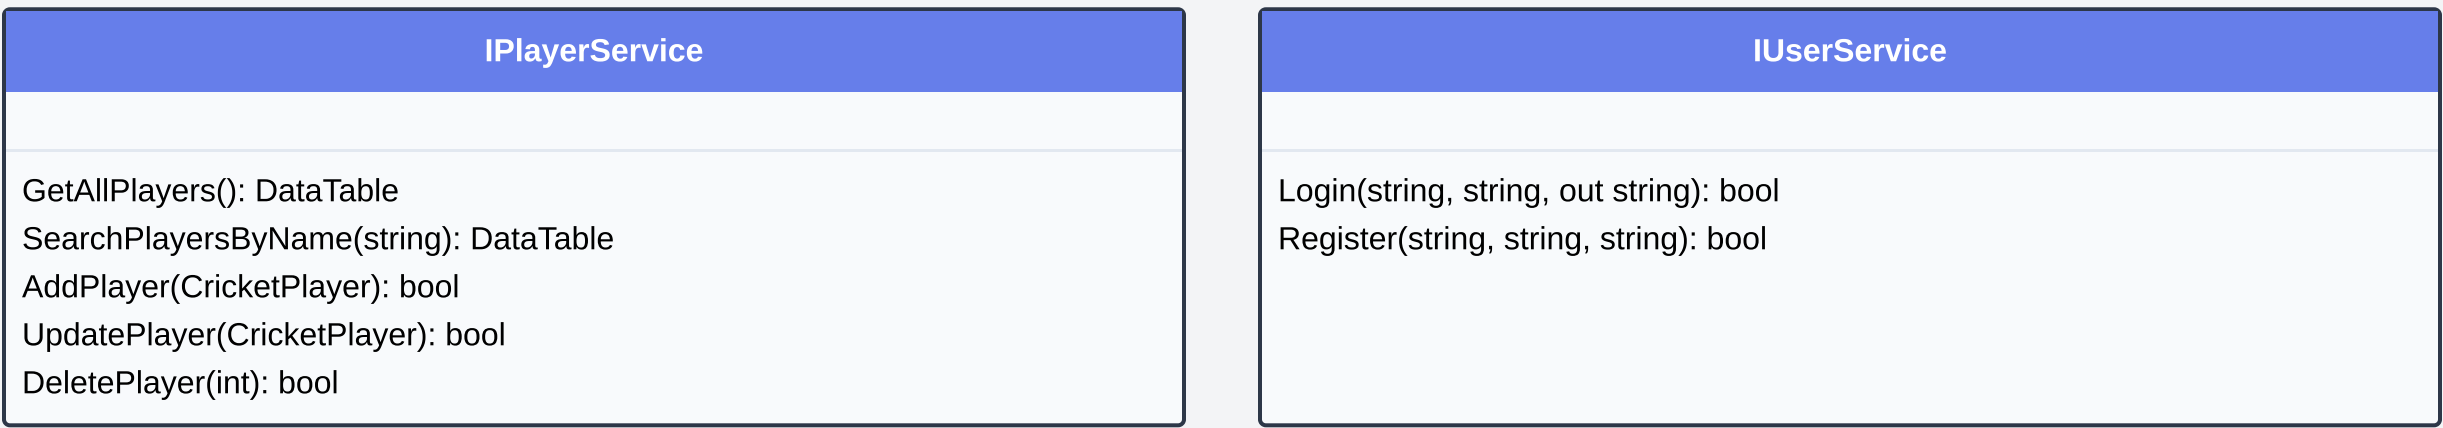 IPlayerService
GetAllPlayers(): DataTable
SearchPlayersByName(string): DataTable
AddPlayer(CricketPlayer): bool
UpdatePlayer(CricketPlayer): bool
DeletePlayer(int): bool
IUserService
Login(string, string, out string): bool
Register(string, string, string): bool